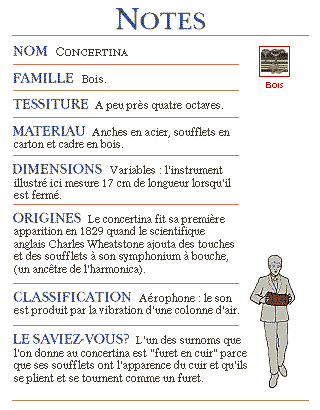 NOTES
NOM CONCERTINA
BOIS
FAMILLE Bois.
TESSITURE A peu près quatre octaves.
MATERIAU Anches en acier, soufflets en
carton et cadre en bois.
DIMENSIONS Variables : l'instrument
illustré ici mesure 17 cm de longueur lorsqu'il
est fermé.
ORIGINES Le concertina fit sa première
apparition en 1829 quand le scientifique
anglais Charles Wheatstone ajouta des touches
et des soufflets à son symphonium à bouche,
(un ancêtre de l'harmonica).
CLASSIFICATION Aérophone : le son
est produit par la vibration d'une colonne d'air.
LE SAVIEZ-VOUS? L'un des surnoms que
l'on donne au concertina est "furet en cuir" parce
que ses soufflets ont l'apparence du cuir et qu'ils
se plient et se tournent comme un furet.